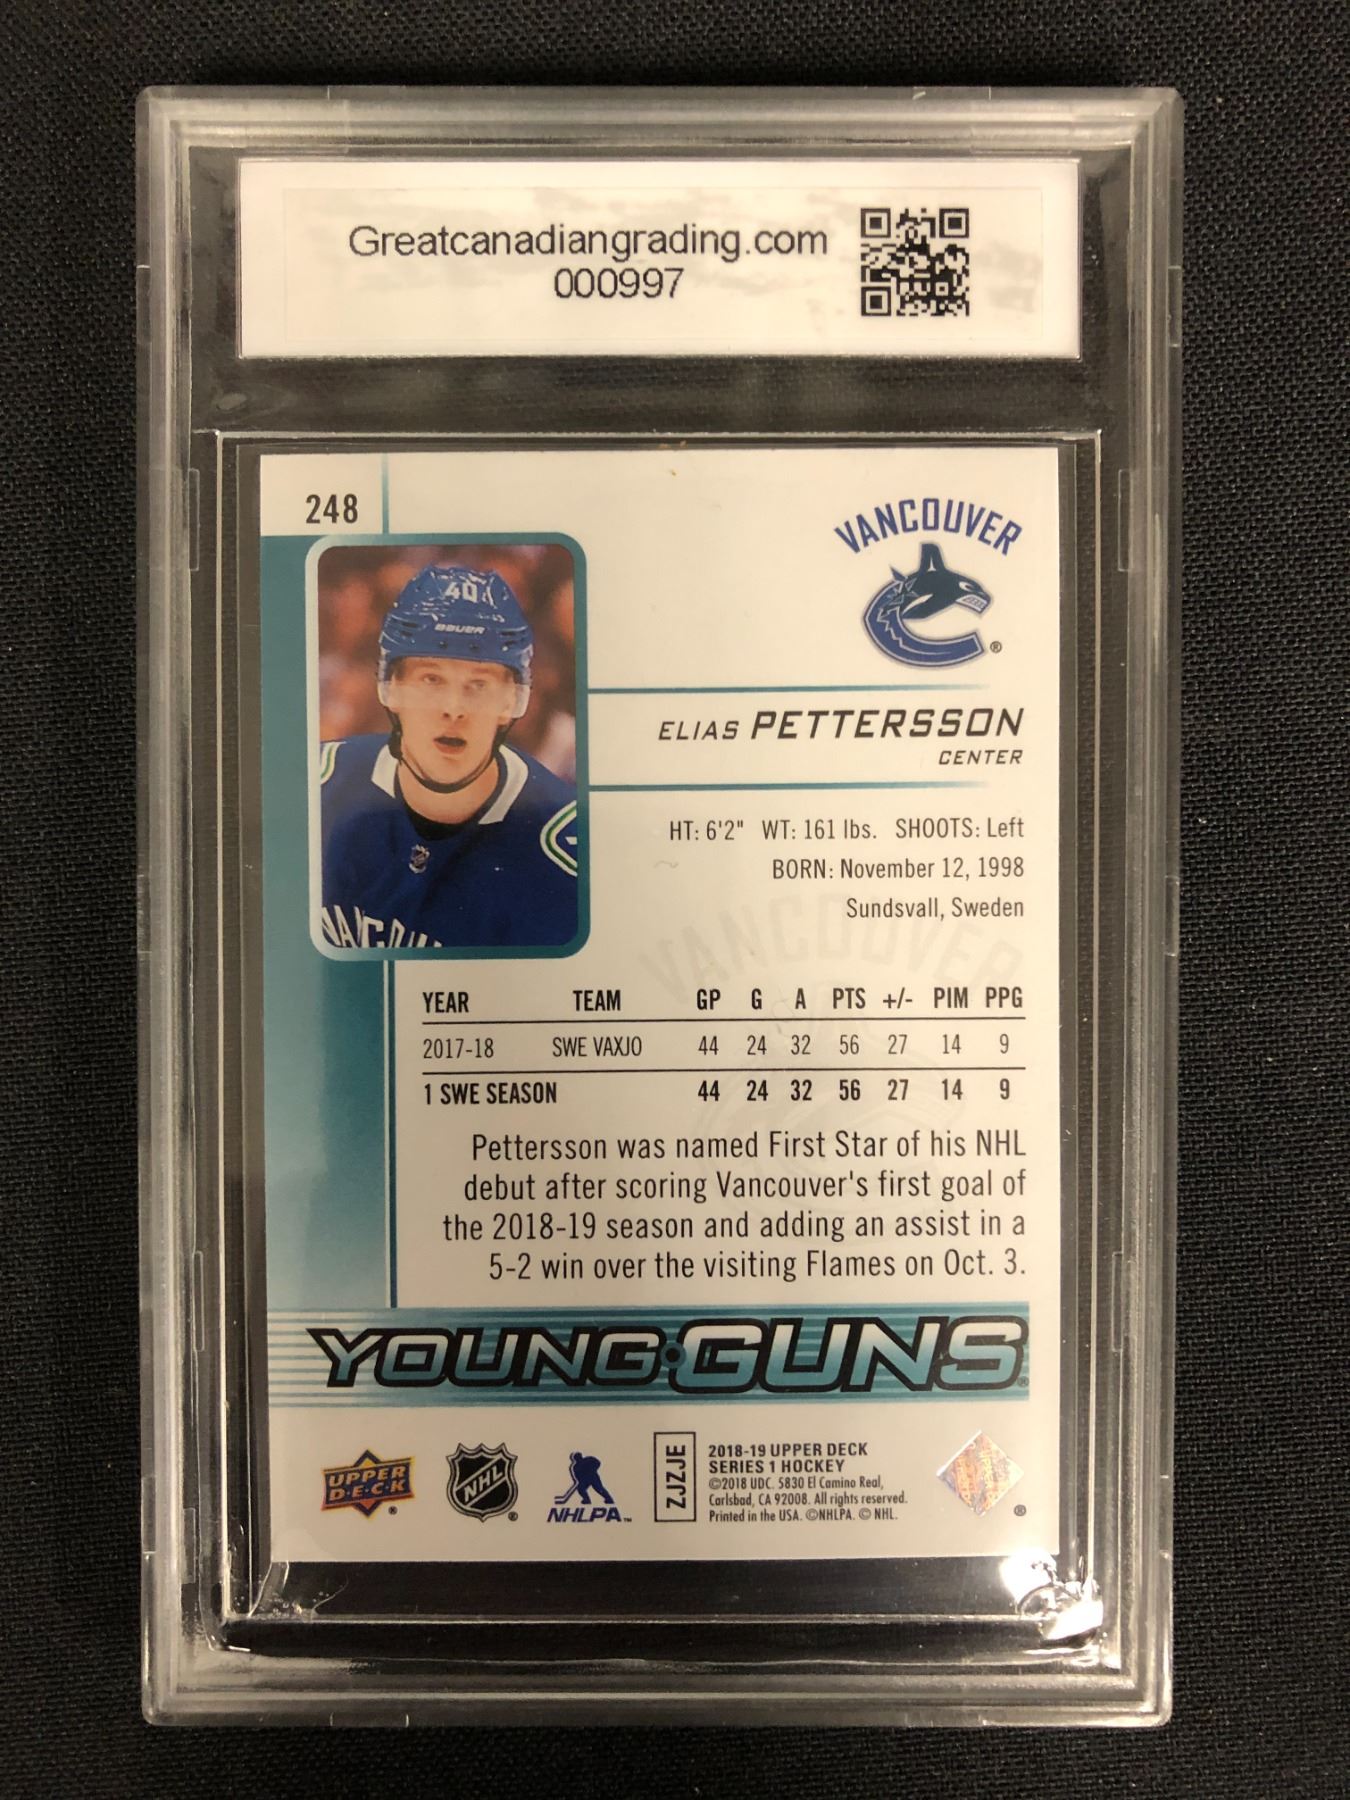 Greatcanadiangrading.com
000997
248
VANCOUVER
40
BAUER
ELIAS PETTERSSON
CENTER
HT: 6'2" WT: 161 lbs. SHOOTS: Left
BORN: November 12, 1998
Sundsvall, Sweden
VANCOUVER
YEAR TEAM GP G A PTS +/- PIM PPG
2017-18 SWE VAXJO 44 24 32 56 27 14 9
1 SWE SEASON 44 24 32 56 27 14 9
Pettersson was named First Star of his NHL
debut after scoring Vancouver's first goal of
the 2018-19 season and adding an assist in a
5-2 win over the visiting Flames on Oct. 3.
YOUNG GUNS®
UPPER
D·E·C·K ®
NHL ®
NHLPA™
ZJZJE
2018-19 UPPER DECK
SERIES 1 HOCKEY
©2018 UDC. 5830 El Camino Real,
Carlsbad, CA 92008. All rights reserved.
Printed in the USA. ©NHLPA. © NHL.